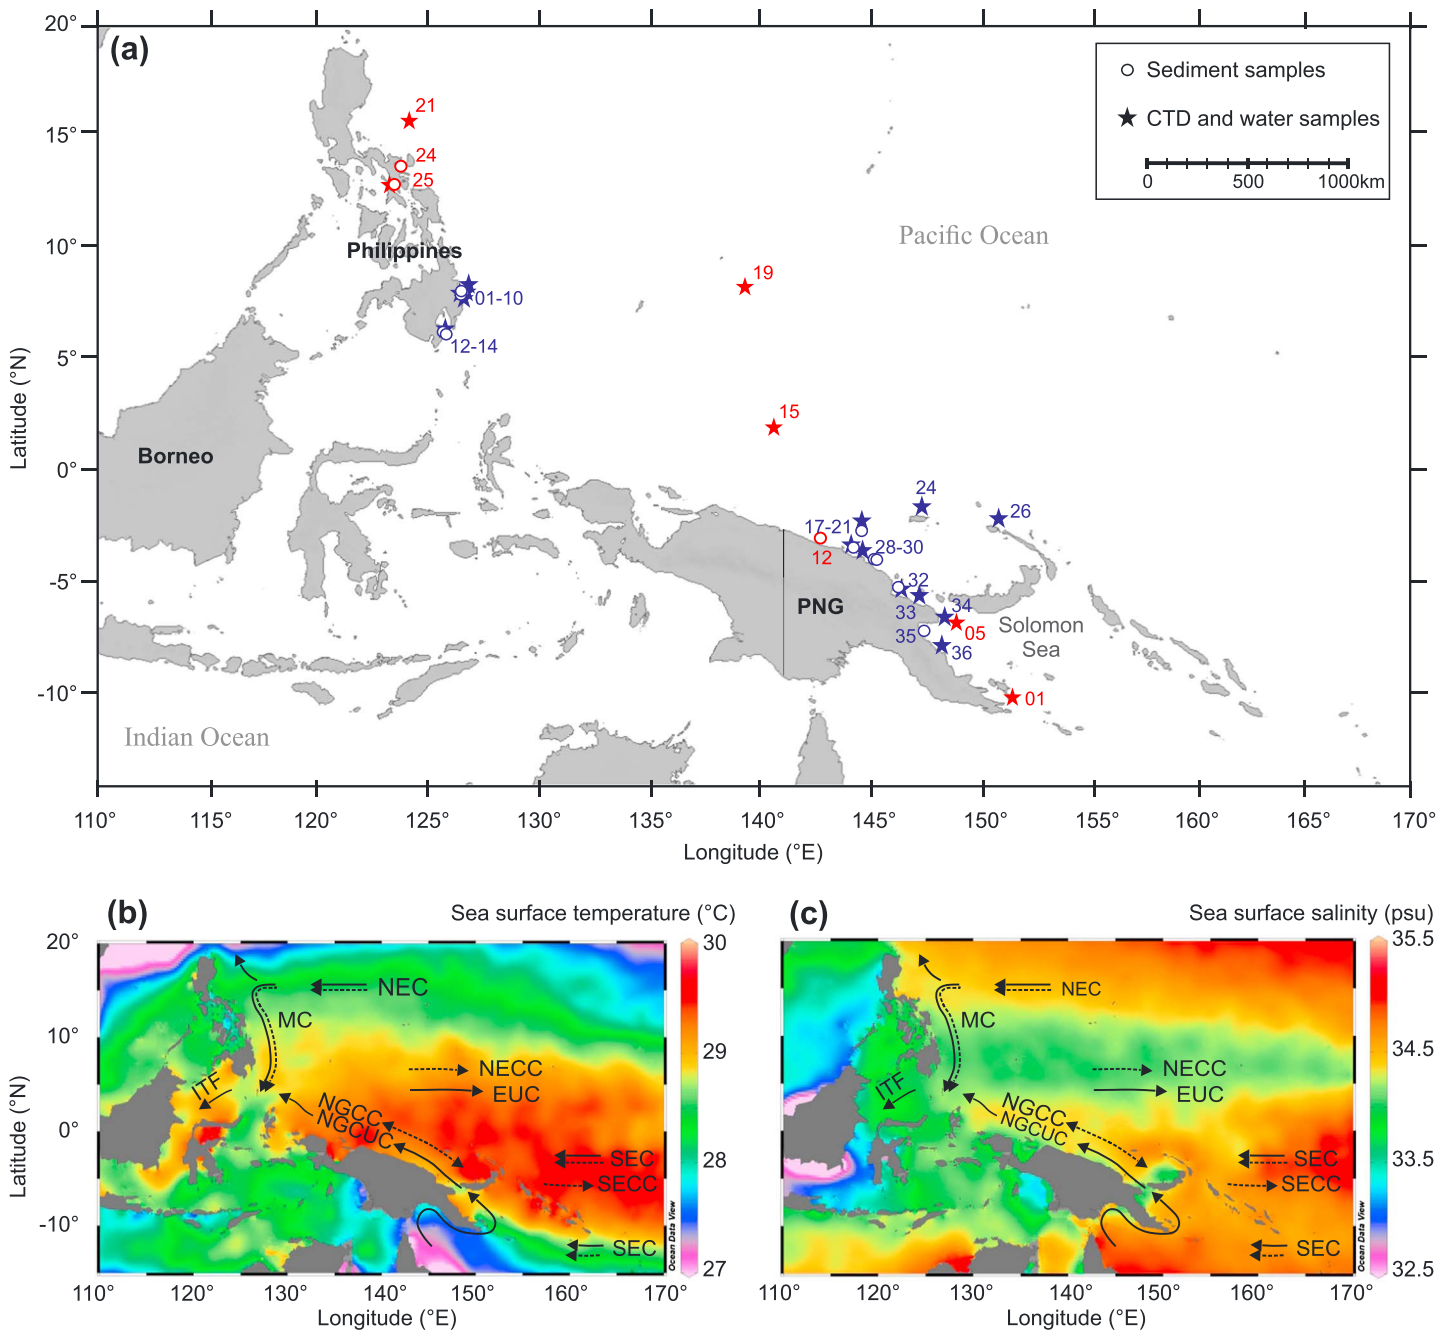 (a)
20°
15°
10°
5°
0°
-5°
-10°
Latitude (°N)
110°
115°
120°
125°
130°
135°
140°
145°
150°
155°
160°
165°
170°
Longitude (°E)
Sediment samples
CTD and water samples
0
500
1000km
21
24
25
Philippines
01-10
12-14
Pacific Ocean
19
15
Borneo
24
26
17-21
28-30
12
32
PNG
33
34
05
35
36
Solomon
Sea
01
Indian Ocean
(b)
Sea surface temperature (°C)
20°
10°
0°
-10°
Latitude (°N)
110°
120°
130°
140°
150°
160°
170°
Longitude (°E)
NEC
MC
NECC
EUC
ITF
NGCC
NGCUC
SEC
SECC
SEC
Ocean Data View
30
29
28
27
(c)
Sea surface salinity (psu)
NEC
MC
NECC
EUC
ITF
NGCC
NGCUC
SEC
SECC
SEC
Ocean Data View
35.5
34.5
33.5
32.5
110°
120°
130°
140°
150°
160°
170°
Longitude (°E)